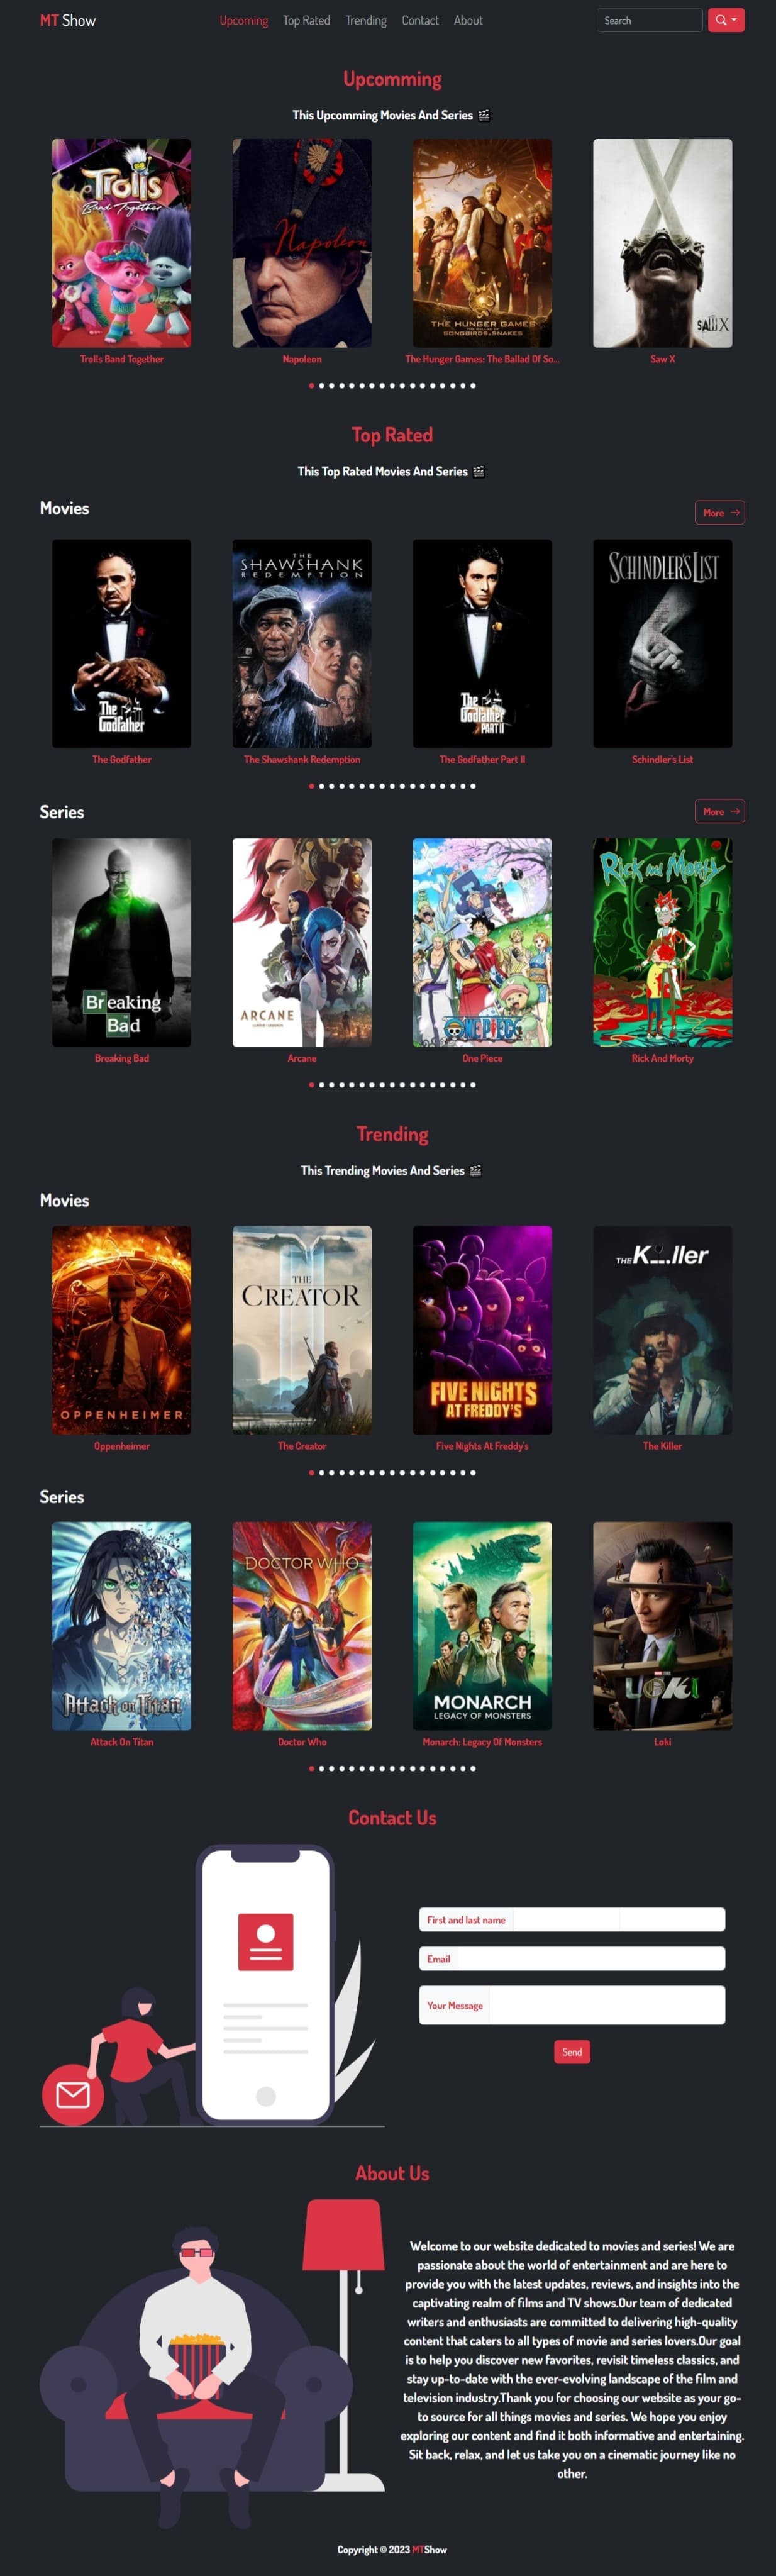 MT Show
Upcoming Top Rated Trending Contact About
Search
Upcomming
This Upcomming Movies And Series 🎬
Trolls
Band Together
Napoleon
THE HUNGER GAMES
THE BALLAD OF
SONGBIRDS & SNAKES
SAW X
Trolls Band Together
Napoleon
The Hunger Games: The Ballad Of So...
Saw X
Top Rated
This Top Rated Movies And Series 🎬
Movies
More →
The
Godfather
THE
SHAWSHANK
REDEMPTION
The
Godfather
PART II
SCHINDLER'S LIST
The Godfather
The Shawshank Redemption
The Godfather Part II
Schindler's List
Series
More →
Breaking
Bad
ARCANE
ONE PIECE
Rick and Morty
Breaking Bad
Arcane
One Piece
Rick And Morty
Trending
This Trending Movies And Series 🎬
Movies
OPPENHEIMER
THE
CREATOR
FIVE NIGHTS
AT FREDDY'S
THE K...ller
Oppenheimer
The Creator
Five Nights At Freddy's
The Killer
Series
Attack on Titan
DOCTOR WHO
MONARCH
LEGACY OF MONSTERS
LOKI
Attack On Titan
Doctor Who
Monarch: Legacy Of Monsters
Loki
Contact Us
First and last name
Email
Your Message
Send
About Us
Welcome to our website dedicated to movies and series! We are
passionate about the world of entertainment and are here to
provide you with the latest updates, reviews, and insights into the
captivating realm of films and TV shows.Our team of dedicated
writers and enthusiasts are committed to delivering high-quality
content that caters to all types of movie and series lovers.Our goal
is to help you discover new favorites, revisit timeless classics, and
stay up-to-date with the ever-evolving landscape of the film and
television industry.Thank you for choosing our website as your go-
to source for all things movies and series. We hope you enjoy
exploring our content and find it both informative and entertaining.
Sit back, relax, and let us take you on a cinematic journey like no
other.
Copyright © 2023 MTShow